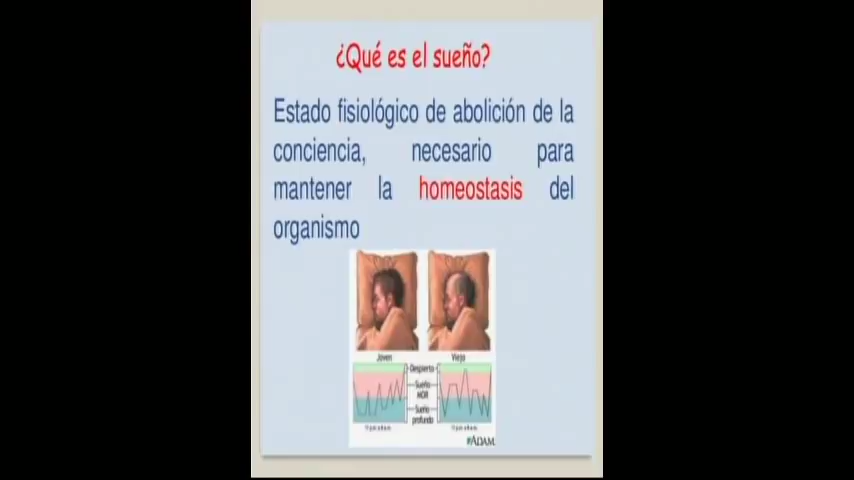 ¿Qué es el sueño?
Estado fisiológico de abolición de la
conciencia, necesario para
mantener la homeostasis del
organismo
Joven Viejo
Despierto
Sueño
MOR
Sueño
profundo
ADAM